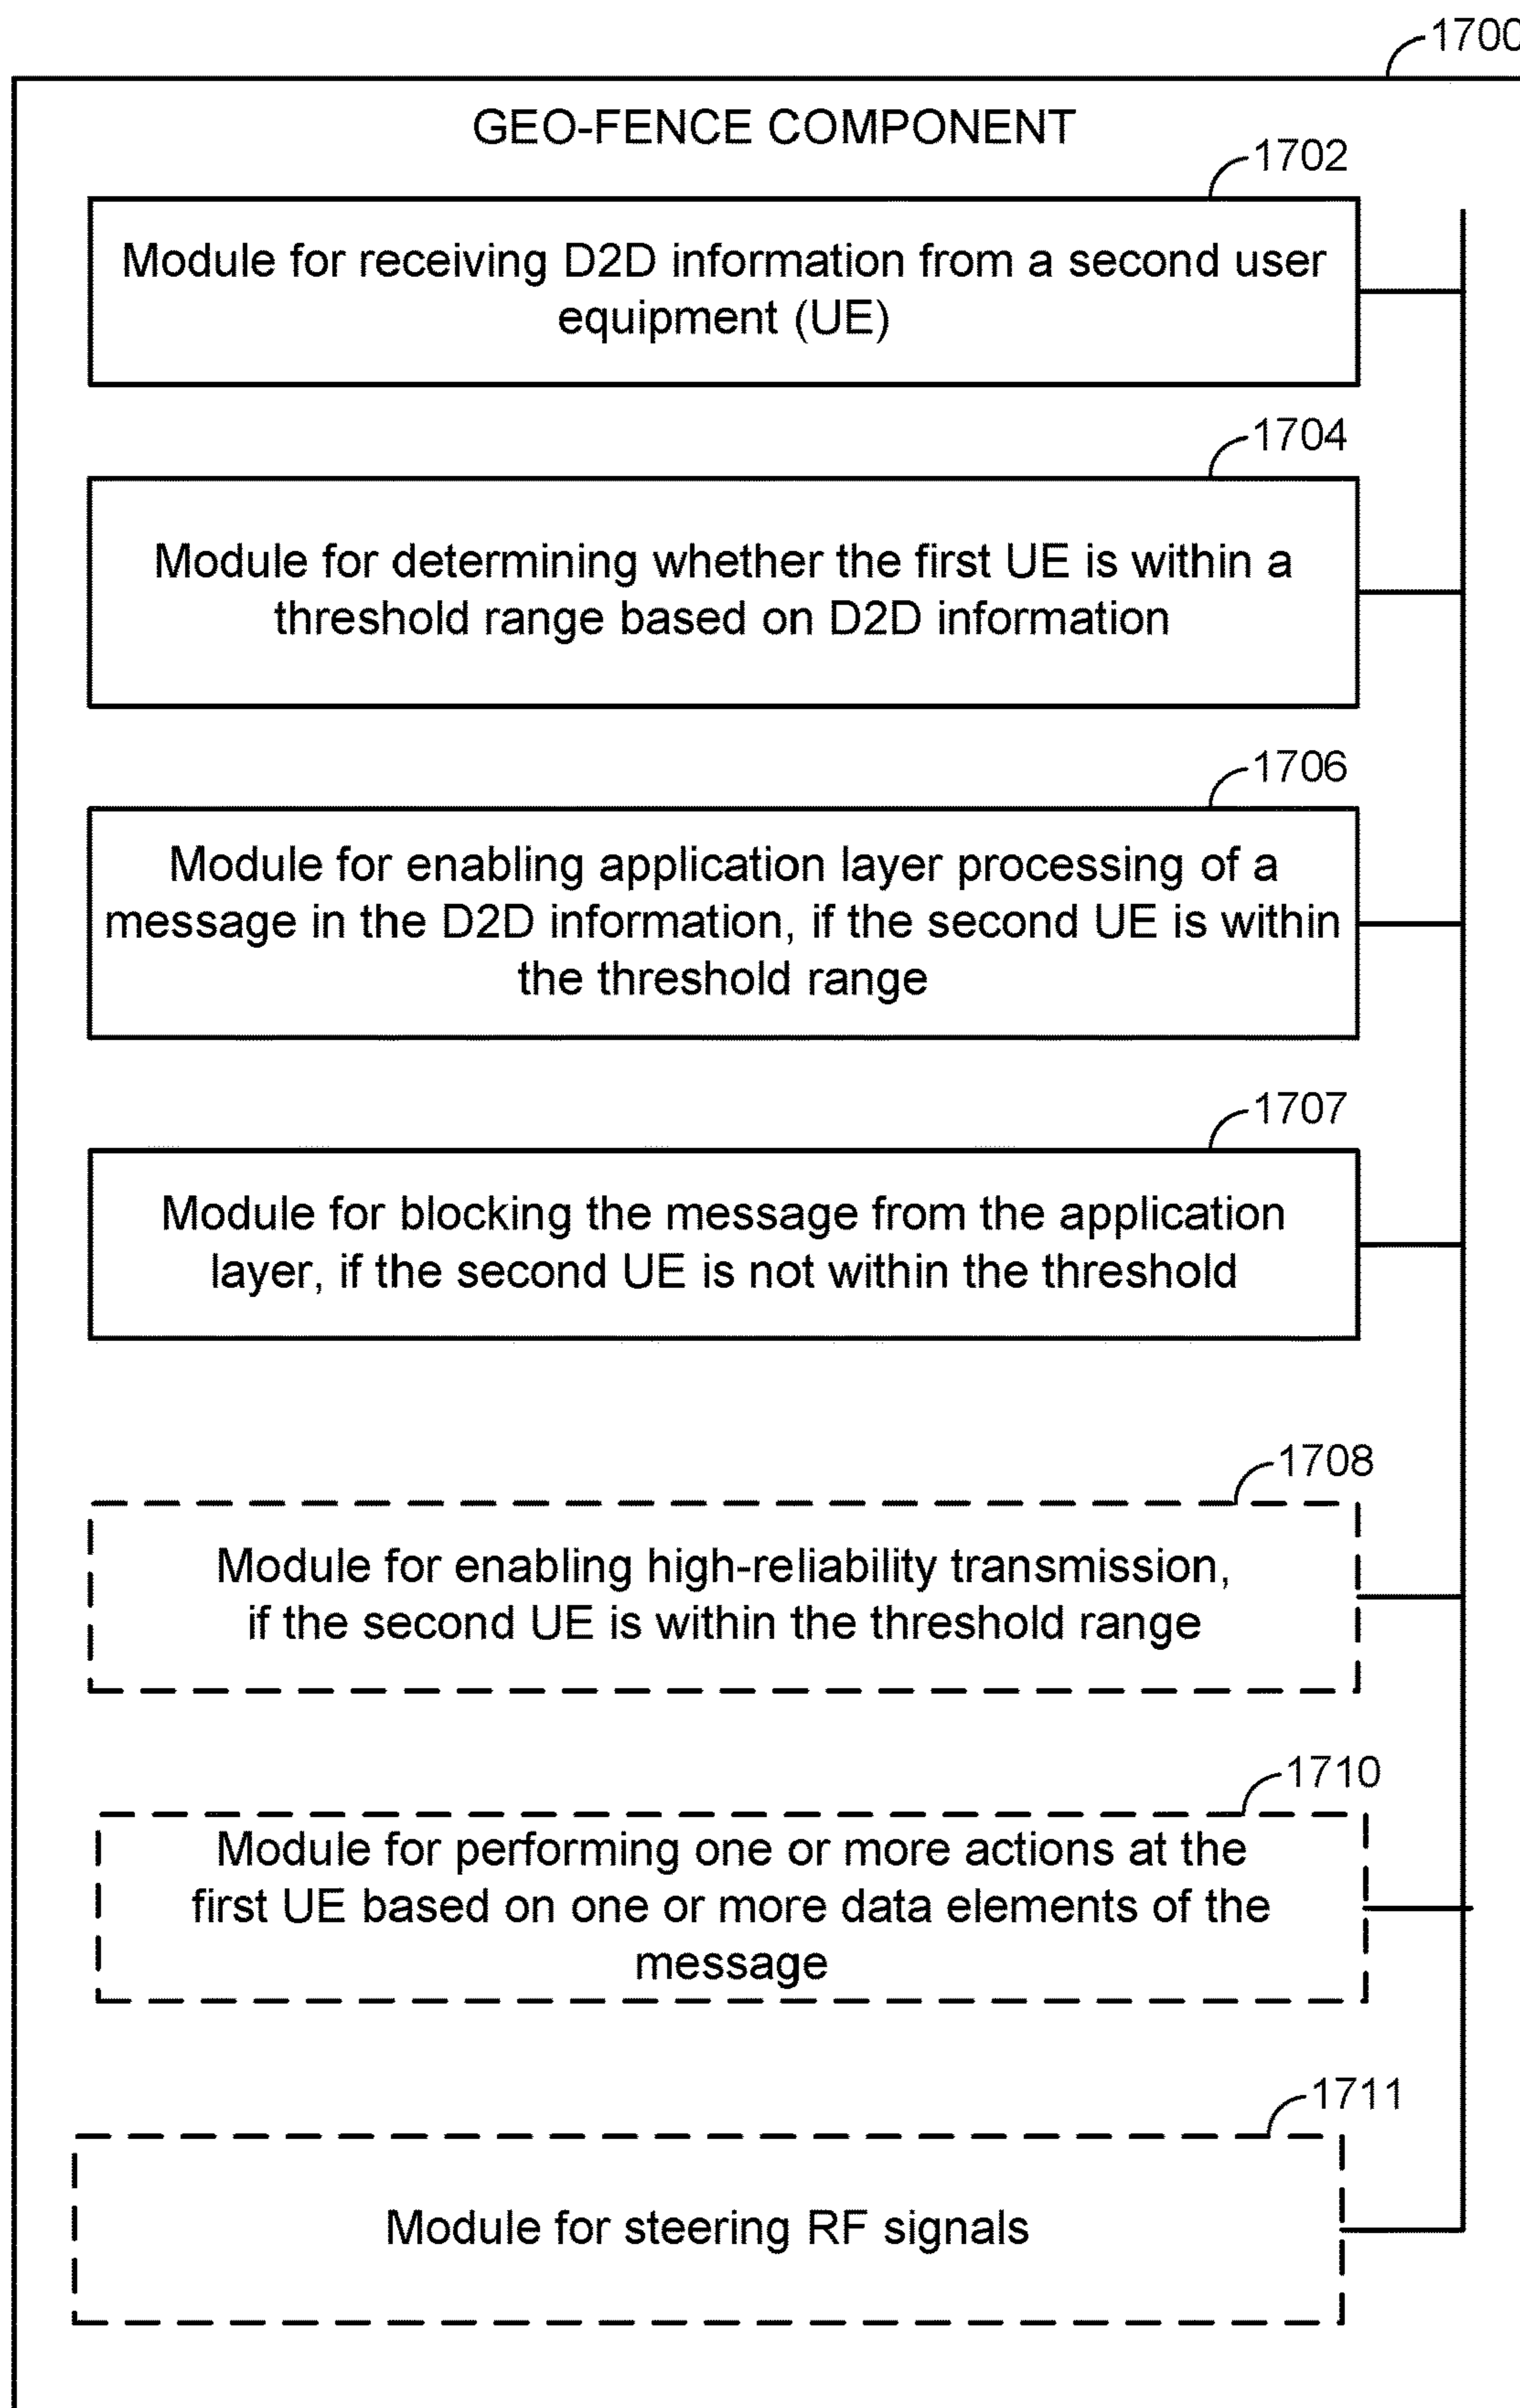 1700
GEO-FENCE COMPONENT
1702
Module for receiving D2D information from a second user
equipment (UE)
1704
Module for determining whether the first UE is within a
threshold range based on D2D information
1706
Module for enabling application layer processing of a
message in the D2D information, if the second UE is within
the threshold range
1707
Module for blocking the message from the application
layer, if the second UE is not within the threshold
1708
Module for enabling high-reliability transmission,
if the second UE is within the threshold range
1710
Module for performing one or more actions at the
first UE based on one or more data elements of the
message
1711
Module for steering RF signals